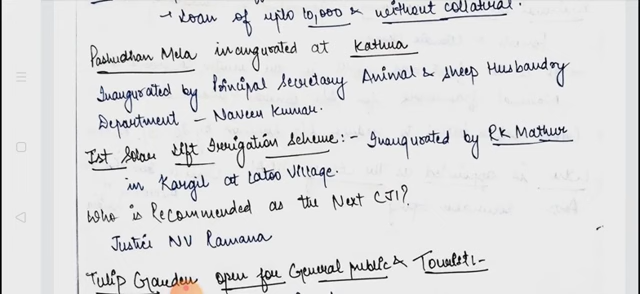 - Loan of upto 10,000 & without collateral.
Pashudhan Mela inaugurated at Kathua
Inaugurated by Principal Secretary Animal & Sheep Husbandry
Department - Naveen Kumar.
Ist Solar Lift Irrigation Scheme:- Inaugurated by RK Mathur
in Kargil at Latoo Village.
Who is Recommended as the Next CJI?
Justice NV Ramana
Tulip Garden open for General public & Tourists:-